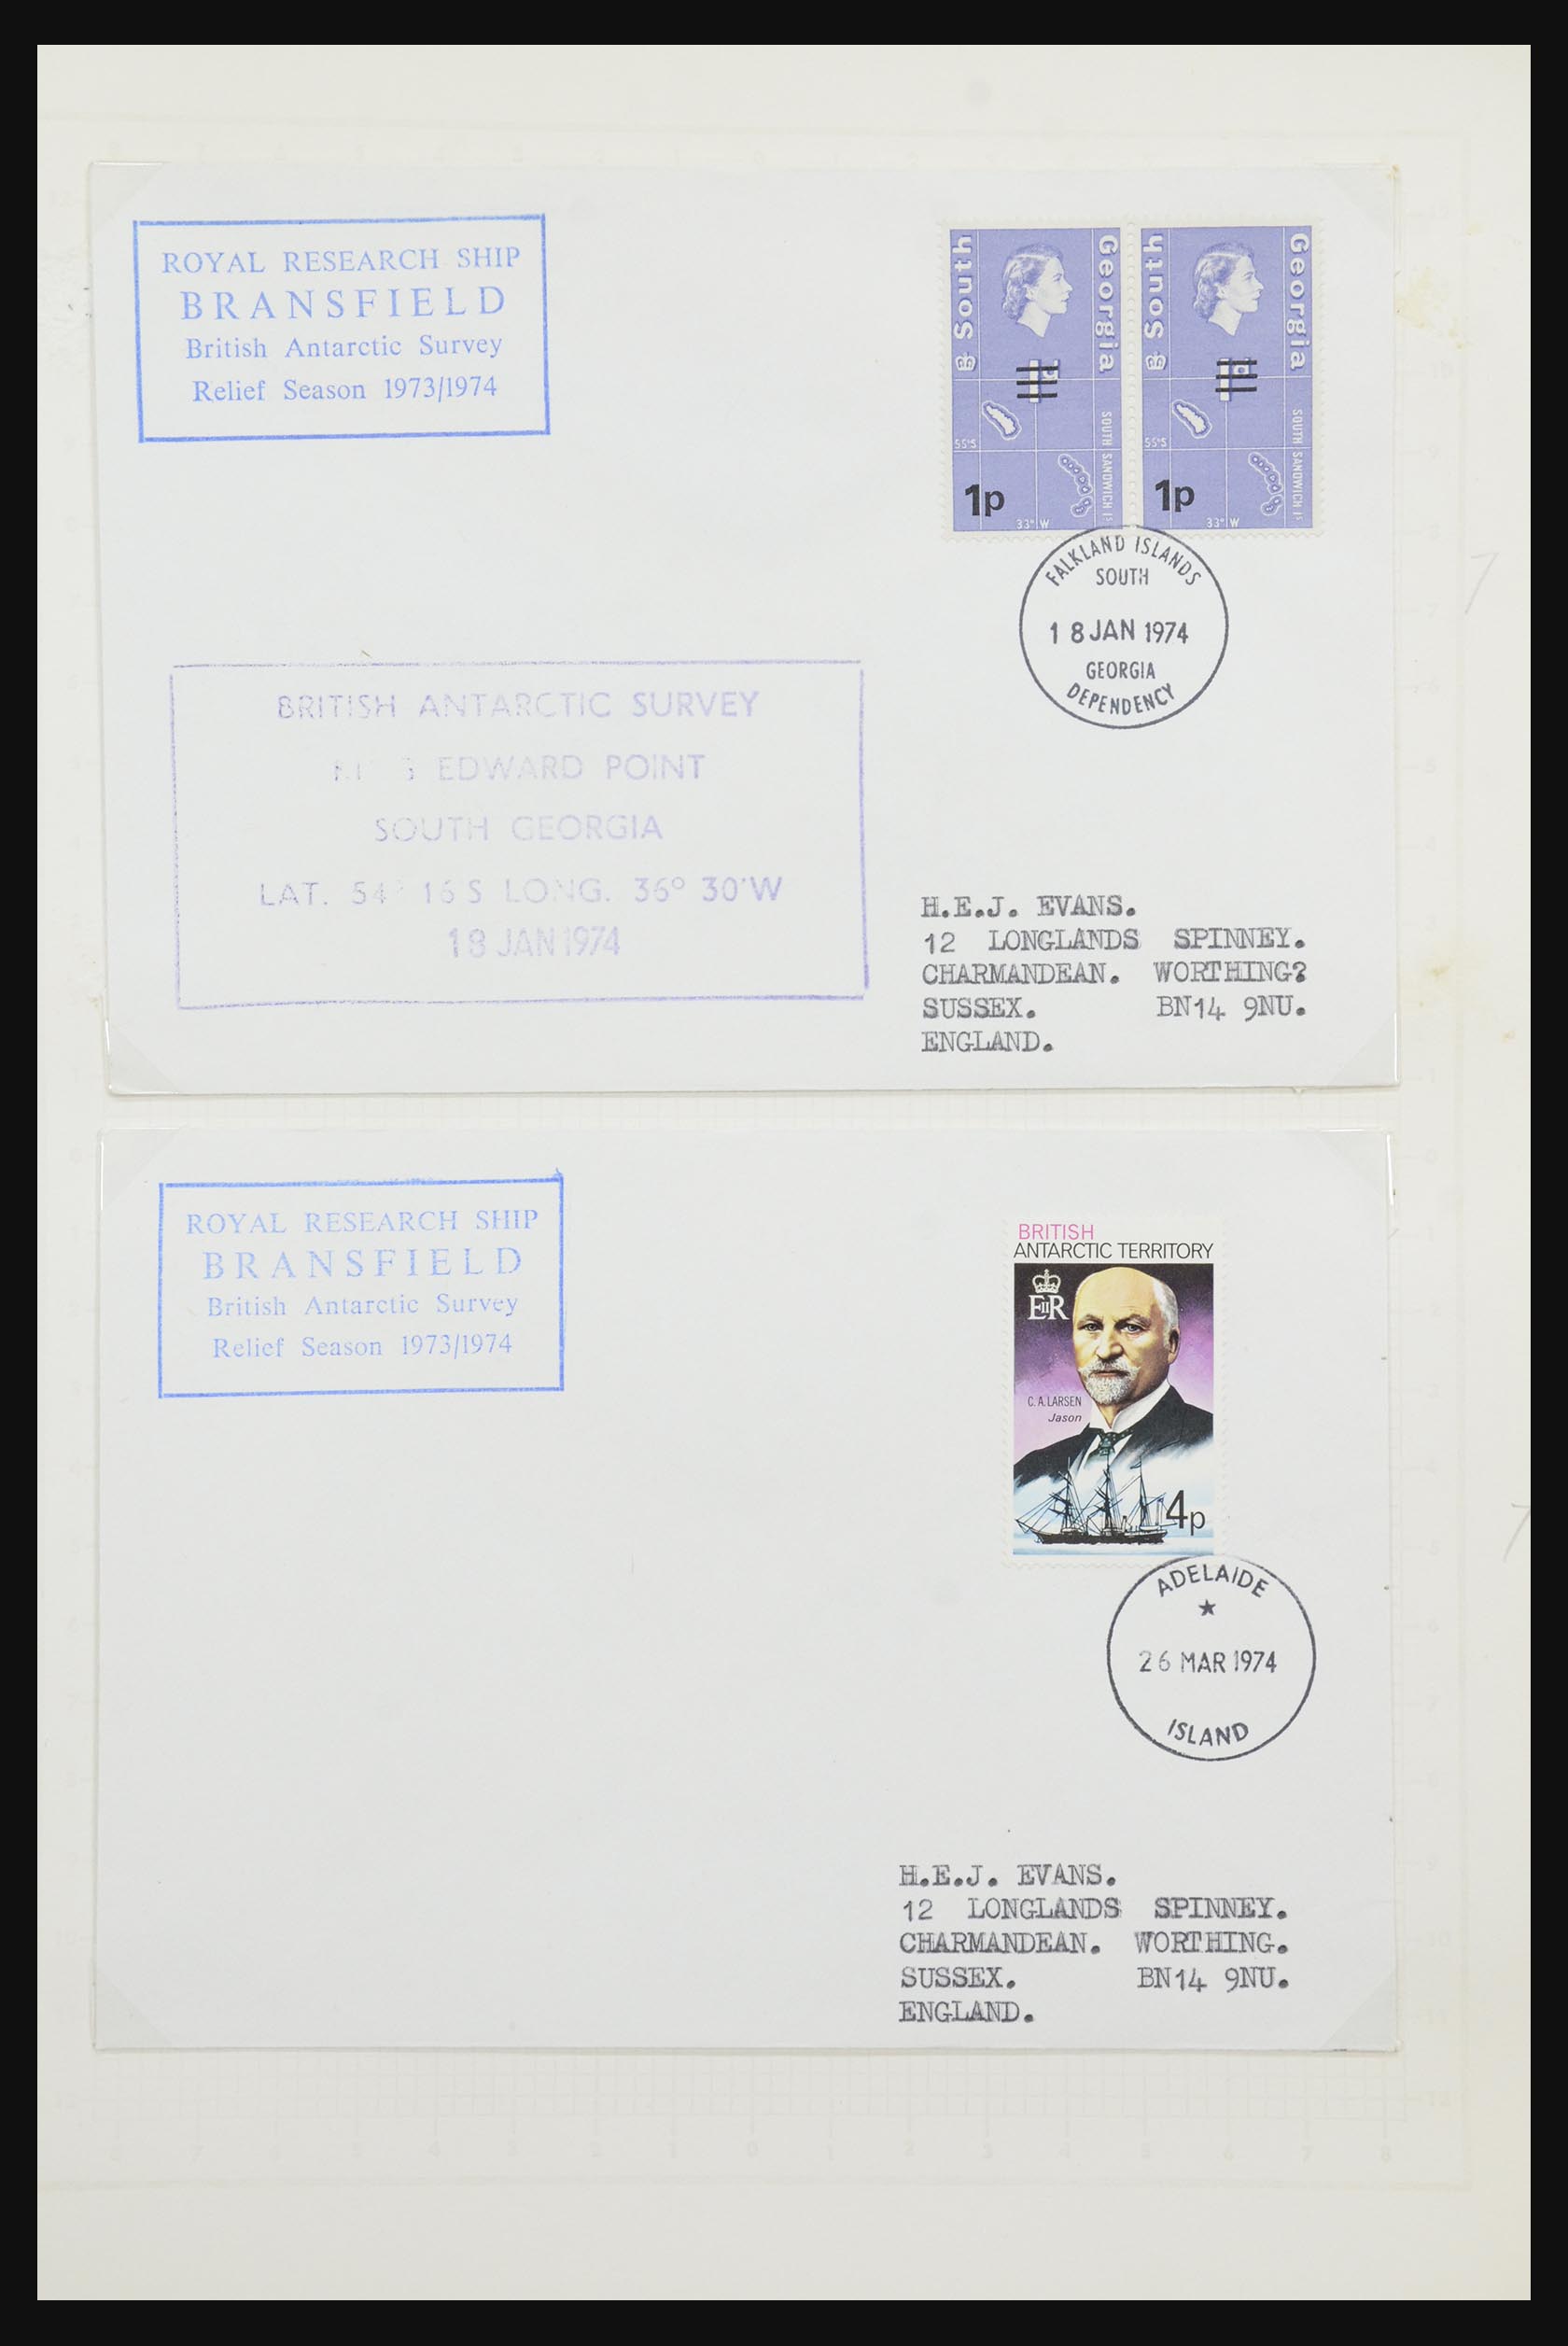 ROYAL RESEARCH SHIP
BRANSFIELD
British Antarctic Survey
Relief Season 1973/1974
South Georgia
South Georgia
55°S
SOUTH SANDWICH Is
55°S
SOUTH SANDWICH Is
1p
33° W
1p
33° W
FALKLAND ISLANDS
SOUTH
18 JAN 1974
GEORGIA
DEPENDENCY
BRITISH ANTARCTIC SURVEY
EDWARD POINT
SOUTH GEORGIA
LAT. 54° 16 S LONG. 36° 30'W
18 JAN 1974
H.E.J. EVANS.
12 LONGLANDS SPINNEY.
CHARMANDEAN. WORTHING?
SUSSEX. BN14 9NU.
ENGLAND.
ROYAL RESEARCH SHIP
BRANSFIELD
British Antarctic Survey
Relief Season 1973/1974
BRITISH
ANTARCTIC TERRITORY
EIIR
C. A. LARSEN
Jason
4p
ADELAIDE
26 MAR 1974
ISLAND
H.E.J. EVANS.
12 LONGLANDS SPINNEY.
CHARMANDEAN. WORTHING.
SUSSEX. BN14 9NU.
ENGLAND.